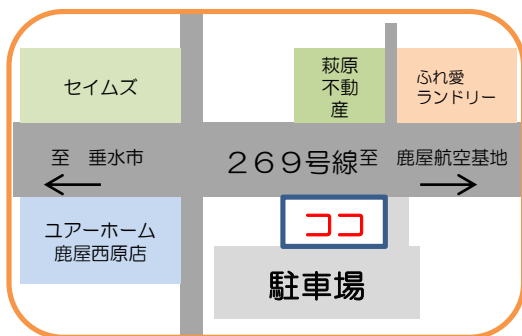 セイムズ
萩原
不動
産
ふれ愛
ランドリー
至　垂水市
２６９号線至　鹿屋航空基地
ユアーホーム
鹿屋西原店
ココ
駐車場